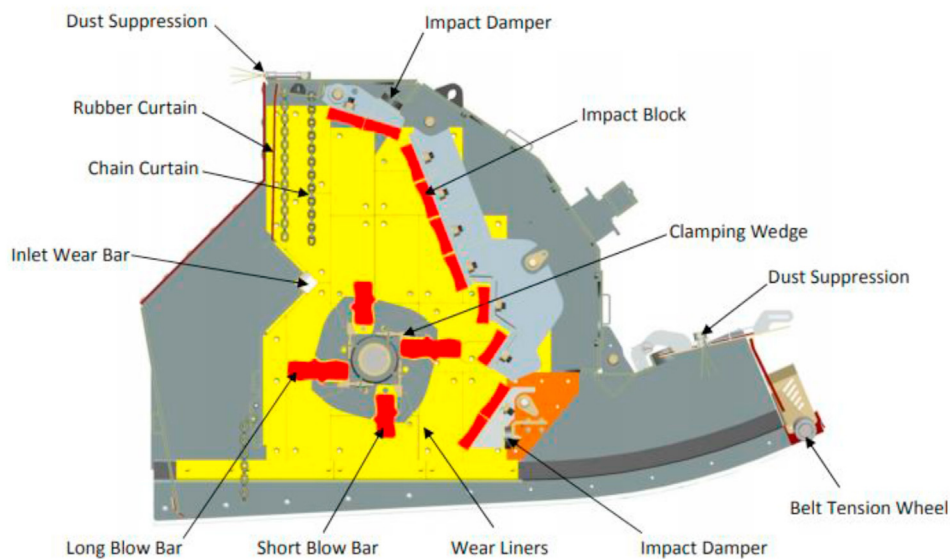 Dust Suppression
Impact Damper
Rubber Curtain
Impact Block
Chain Curtain
Clamping Wedge
Inlet Wear Bar
Dust Suppression
Belt Tension Wheel
Long Blow Bar
Short Blow Bar
Wear Liners
Impact Damper